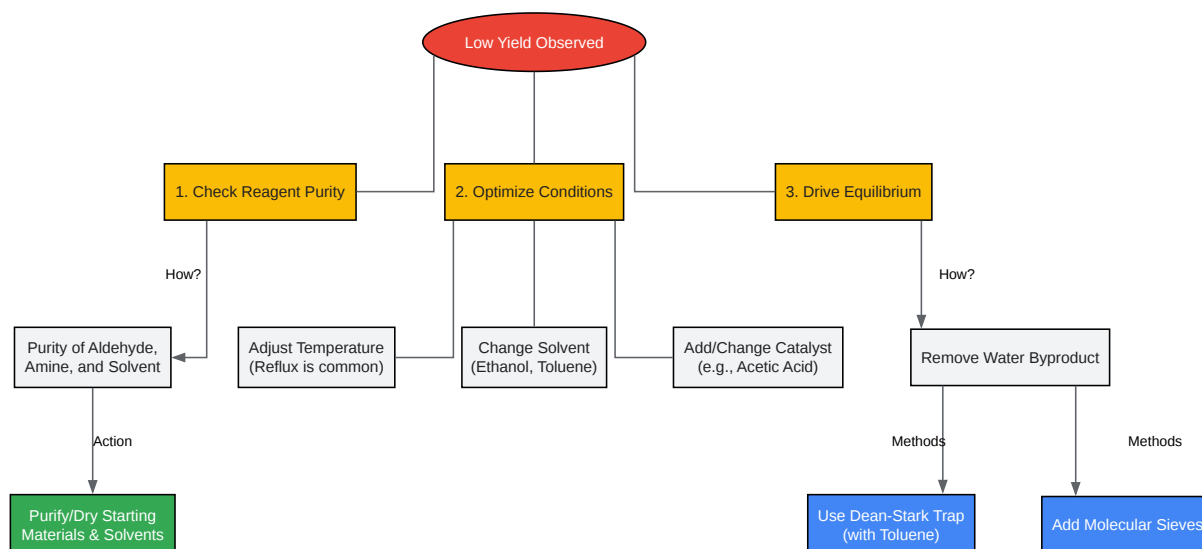 Low Yield Observed
1. Check Reagent Purity
2. Optimize Conditions
3. Drive Equilibrium
How?
How?
Purity of Aldehyde,
Amine, and Solvent
Adjust Temperature
(Reflux is common)
Change Solvent
(Ethanol, Toluene)
Add/Change Catalyst
(e.g., Acetic Acid)
Remove Water Byproduct
Action
Methods
Methods
Purify/Dry Starting
Materials & Solvents
Use Dean-Stark Trap
(with Toluene)
Add Molecular Sieves